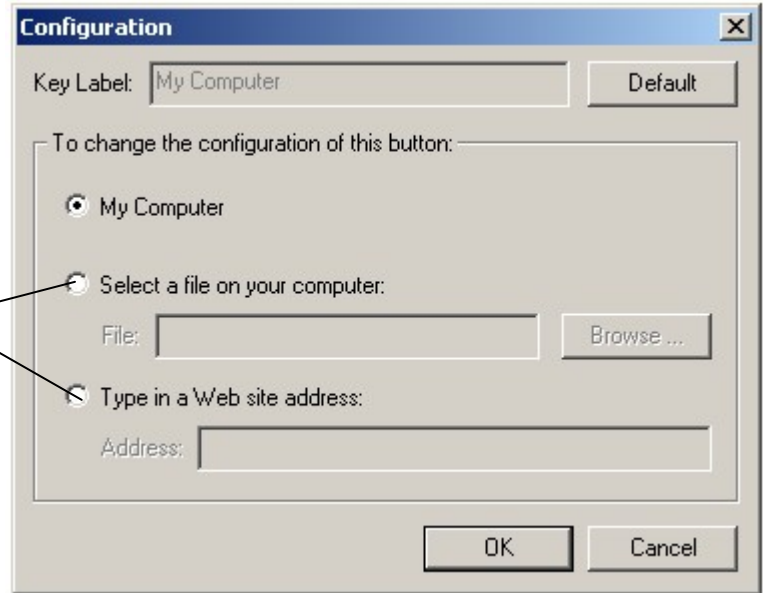 Configuration
Key Label: My Computer Default
To change the configuration of this button:
My Computer
Select a file on your computer:
File: Browse ...
Type in a Web site address:
Address:
OK Cancel